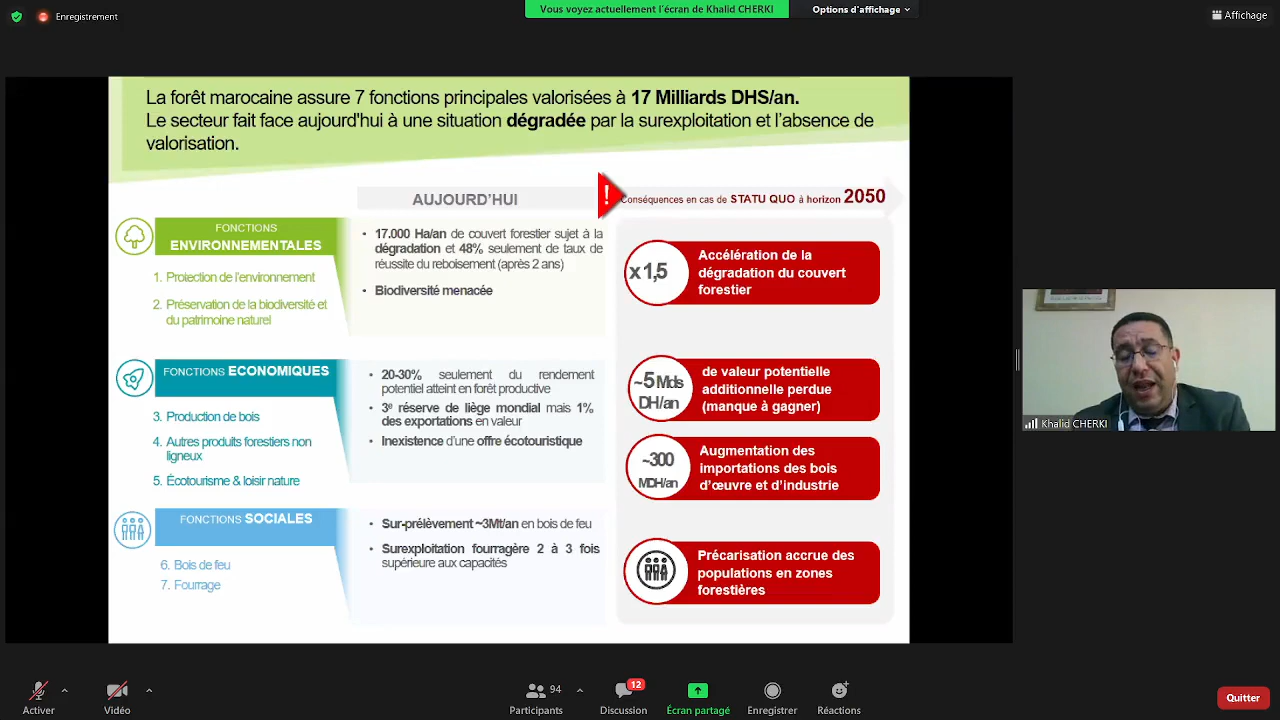 Enregistrement
Vous voyez actuellement l'écran de Khalid CHERKI
Options d'affichage
Affichage
La forêt marocaine assure 7 fonctions principales valorisées à 17 Milliards DHS/an.
Le secteur fait face aujourd'hui à une situation dégradée par la surexploitation et l'absence de
valorisation.
AUJOURD'HUI
!
Conséquences en cas de STATU QUO à horizon 2050
FONCTIONS
ENVIRONNEMENTALES
1. Protection de l'environnement
2. Préservation de la biodiversité et
du patrimoine naturel
• 17.000 Ha/an de couvert forestier sujet à la
dégradation et 48% seulement de taux de
réussite du reboisement (après 2 ans)
• Biodiversité menacée
x 1,5
Accélération de la
dégradation du couvert
forestier
FONCTIONS ECONOMIQUES
3. Production de bois
4. Autres produits forestiers non
ligneux
5. Écotourisme & loisir nature
• 20-30% seulement du rendement
potentiel atteint en forêt productive
• 3e réserve de liège mondial mais 1%
des exportations en valeur
• Inexistence d'une offre écotouristique
~5 Mds
DH/an
de valeur potentielle
additionnelle perdue
(manque à gagner)
~300
MDH/an
Augmentation des
importations des bois
d'œuvre et d'industrie
FONCTIONS SOCIALES
6. Bois de feu
7. Fourrage
• Sur-prélèvement ~3Mt/an en bois de feu
• Surexploitation fourragère 2 à 3 fois
supérieure aux capacités
Précarisation accrue des
populations en zones
forestières
Khalid CHERKI
Activer
Vidéo
94
Participants
12
Discussion
Écran partagé
Enregistrer
Réactions
Quitter